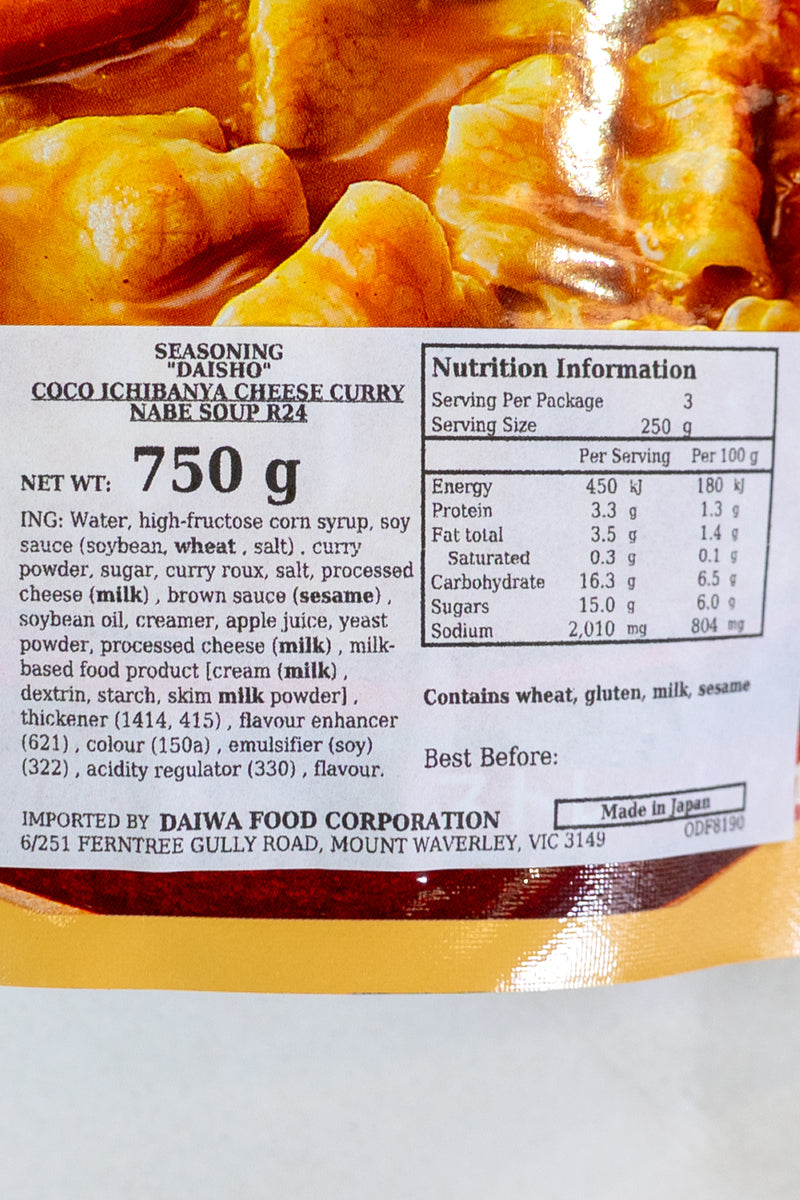 SEASONING
"DAISHO"
COCO ICHIBANYA CHEESE CURRY
NABE SOUP R24
NET WT: 750 g
ING: Water, high-fructose corn syrup, soy
sauce (soybean, wheat , salt) , curry
powder, sugar, curry roux, salt, processed
cheese (milk) , brown sauce (sesame) ,
soybean oil, creamer, apple juice, yeast
powder, processed cheese (milk) , milk-
based food product [cream (milk) ,
dextrin, starch, skim milk powder] ,
thickener (1414, 415) , flavour enhancer
(621) , colour (150a) , emulsifier (soy)
(322) , acidity regulator (330) , flavour.
Nutrition Information
Serving Per Package 3
Serving Size 250 g
Per Serving Per 100 g
Energy 450 kJ 180 kJ
Protein 3.3 g 1.3 g
Fat total 3.5 g 1.4 g
Saturated 0.3 g 0.1 g
Carbohydrate 16.3 g 6.5 g
Sugars 15.0 g 6.0 g
Sodium 2,010 mg 804 mg
Contains wheat, gluten, milk, sesame
Best Before:
Made in Japan
ODF8190
IMPORTED BY DAIWA FOOD CORPORATION
6/251 FERNTREE GULLY ROAD, MOUNT WAVERLEY, VIC 3149